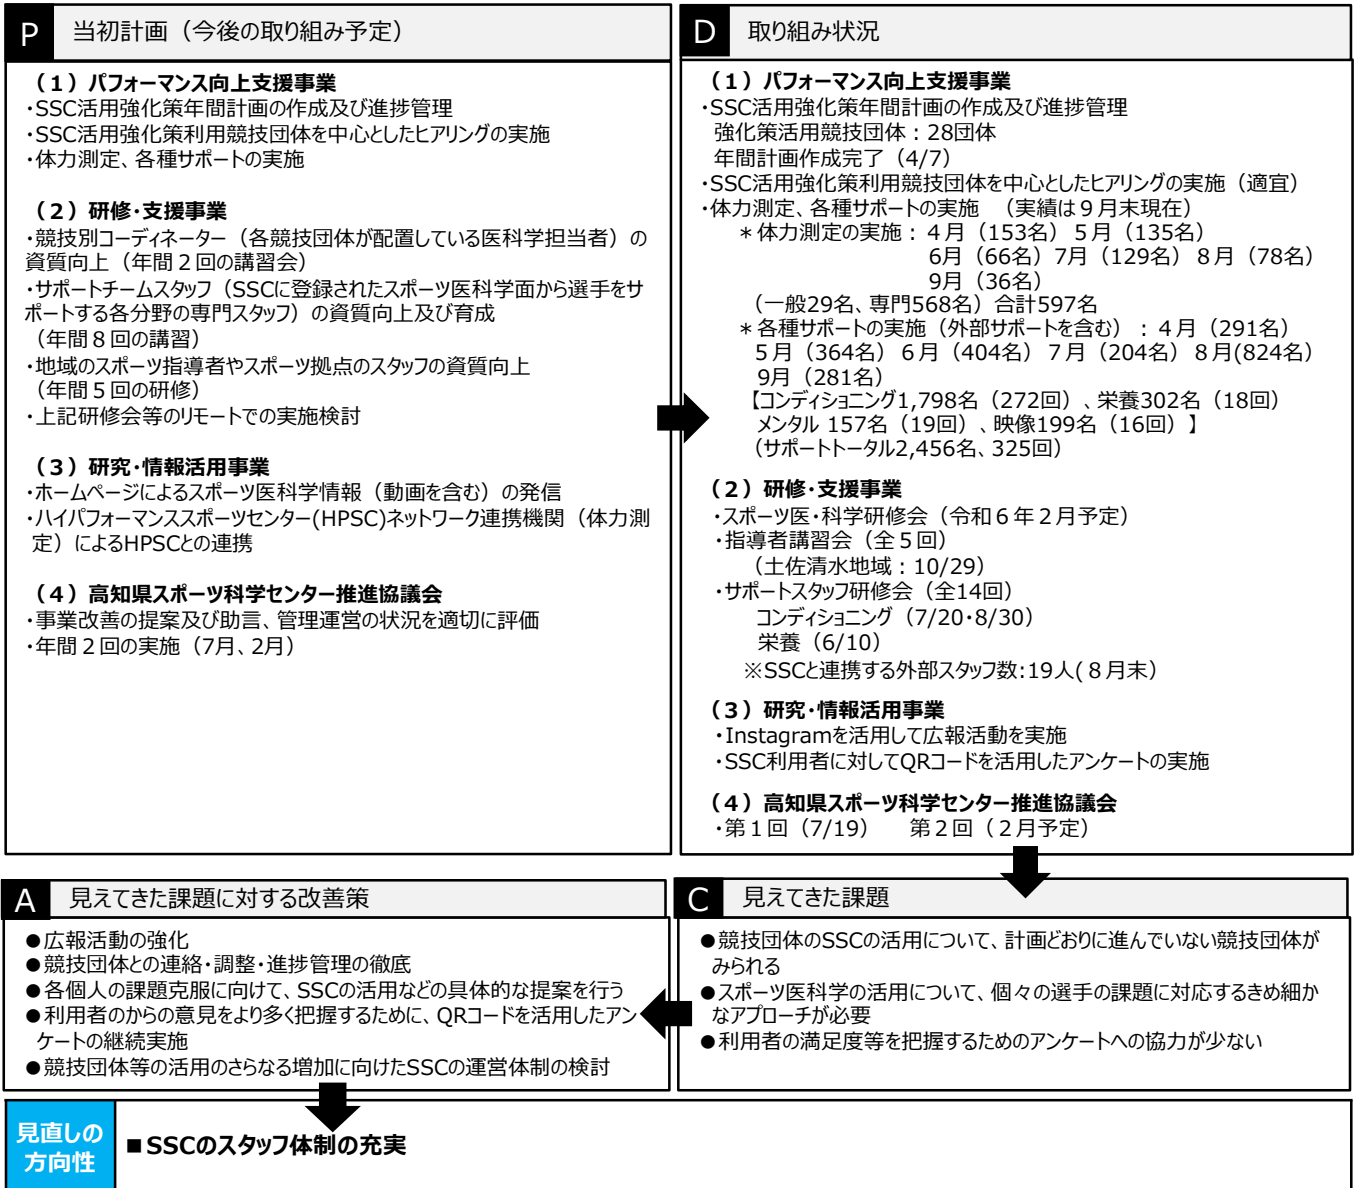 P 当初計画（今後の取り組み予定）
（１）パフォーマンス向上支援事業
・SSC活用強化策年間計画の作成及び進捗管理
・SSC活用強化策利用競技団体を中心としたヒアリングの実施
・体力測定、各種サポートの実施
（２）研修・支援事業
・競技別コーディネーター（各競技団体が配置している医科学担当者）の
資質向上（年間２回の講習会）
・サポートチームスタッフ（SSCに登録されたスポーツ医科学面から選手をサ
ポートする各分野の専門スタッフ）の資質向上及び育成
（年間８回の講習）
・地域のスポーツ指導者やスポーツ拠点のスタッフの資質向上
（年間５回の研修）
・上記研修会等のリモートでの実施検討
（３）研究・情報活用事業
・ホームページによるスポーツ医科学情報（動画を含む）の発信
・ハイパフォーマンススポーツセンター(HPSC)ネットワーク連携機関（体力測
定）によるHPSCとの連携
（４）高知県スポーツ科学センター推進協議会
・事業改善の提案及び助言、管理運営の状況を適切に評価
・年間２回の実施（7月、2月）
D 取り組み状況
（１）パフォーマンス向上支援事業
・SSC活用強化策年間計画の作成及び進捗管理
強化策活用競技団体：28団体
年間計画作成完了（4/7）
・SSC活用強化策利用競技団体を中心としたヒアリングの実施（適宜）
・体力測定、各種サポートの実施　（実績は９月末現在）
＊体力測定の実施：４月（153名）５月（135名）
6月（66名）7月（129名）８月（78名）
9月（36名）
（一般29名、専門568名）合計597名
＊各種サポートの実施（外部サポートを含む）：４月（291名）
５月（364名）６月（404名）７月（204名）８月(824名）
9月（281名）
【コンディショニング1,798名（272回）、栄養302名（18回）
メンタル 157名（19回）、映像199名（16回）】
（サポートトータル2,456名、325回）
（２）研修・支援事業
・スポーツ医・科学研修会（令和６年２月予定）
・指導者講習会（全５回）
（土佐清水地域：10/29）
・サポートスタッフ研修会（全14回）
コンディショニング（7/20・8/30）
栄養（6/10）
※SSCと連携する外部スタッフ数:19人(８月末）
（３）研究・情報活用事業
・Instagramを活用して広報活動を実施
・SSC利用者に対してQRコードを活用したアンケートの実施
（４）高知県スポーツ科学センター推進協議会
・第１回（7/19）　第２回（２月予定）
A 見えてきた課題に対する改善策
●広報活動の強化
●競技団体との連絡・調整・進捗管理の徹底
●各個人の課題克服に向けて、SSCの活用などの具体的な提案を行う
●利用者のからの意見をより多く把握するために、QRコードを活用したアン
ケートの継続実施
●競技団体等の活用のさらなる増加に向けたSSCの運営体制の検討
C 見えてきた課題
●競技団体のSSCの活用について、計画どおりに進んでいない競技団体が
みられる
●スポーツ医科学の活用について、個々の選手の課題に対応するきめ細か
なアプローチが必要
●利用者の満足度等を把握するためのアンケートへの協力が少ない
見直しの
方向性
■SSCのスタッフ体制の充実